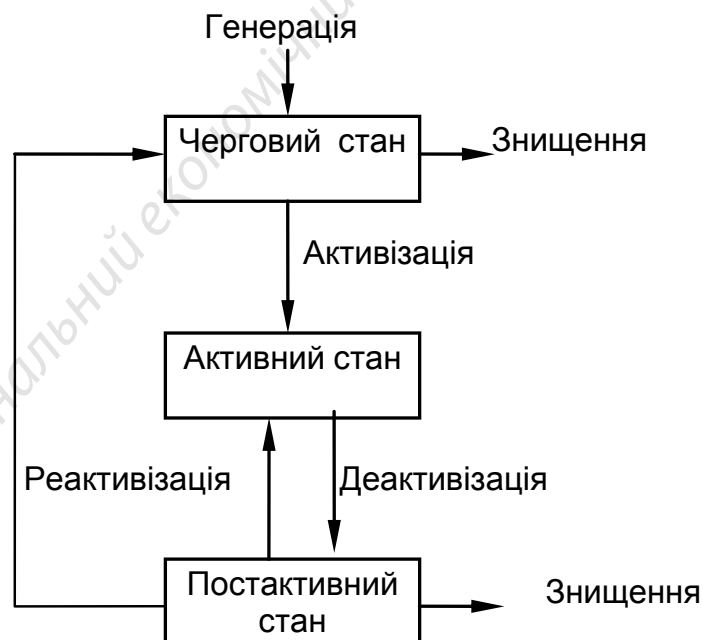 Генерація
Черговий стан
Знищення
Активізація
Активний стан
Реактивізація
Деактивізація
Постактивний
стан
Знищення